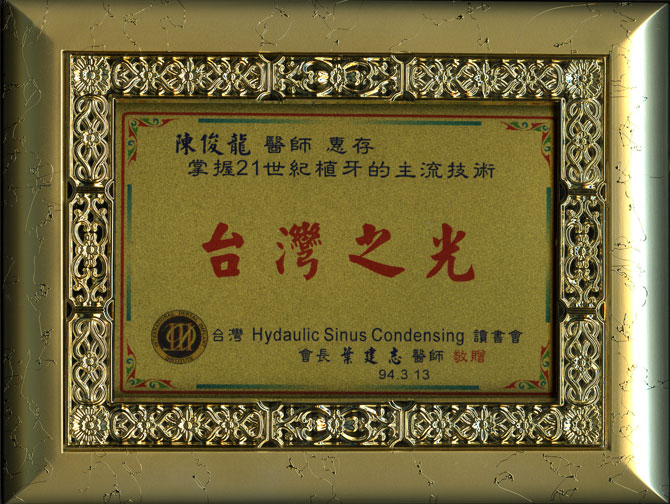 陳俊龍 醫師 惠存
掌握21世紀植牙的主流技術
台灣之光
台灣 Hydaulic Sinus Condensing 讀書會
會長 葉建志 醫師 敬贈
94.3 13